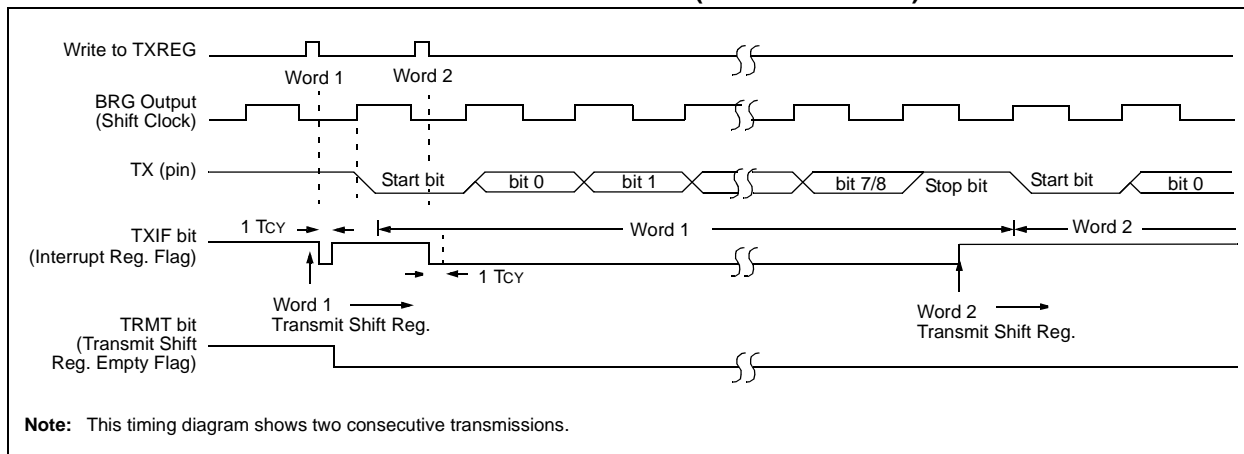 Write to TXREG
Word 1
Word 2
BRG Output
(Shift Clock)
TX (pin)
Start bit
bit 0
bit 1
bit 7/8
Stop bit
Start bit
bit 0
1 TCY
TXIF bit
(Interrupt Reg. Flag)
Word 1
Word 2
1 TCY
Word 1
Transmit Shift Reg.
Word 2
Transmit Shift Reg.
TRMT bit
(Transmit Shift
Reg. Empty Flag)
Note: This timing diagram shows two consecutive transmissions.